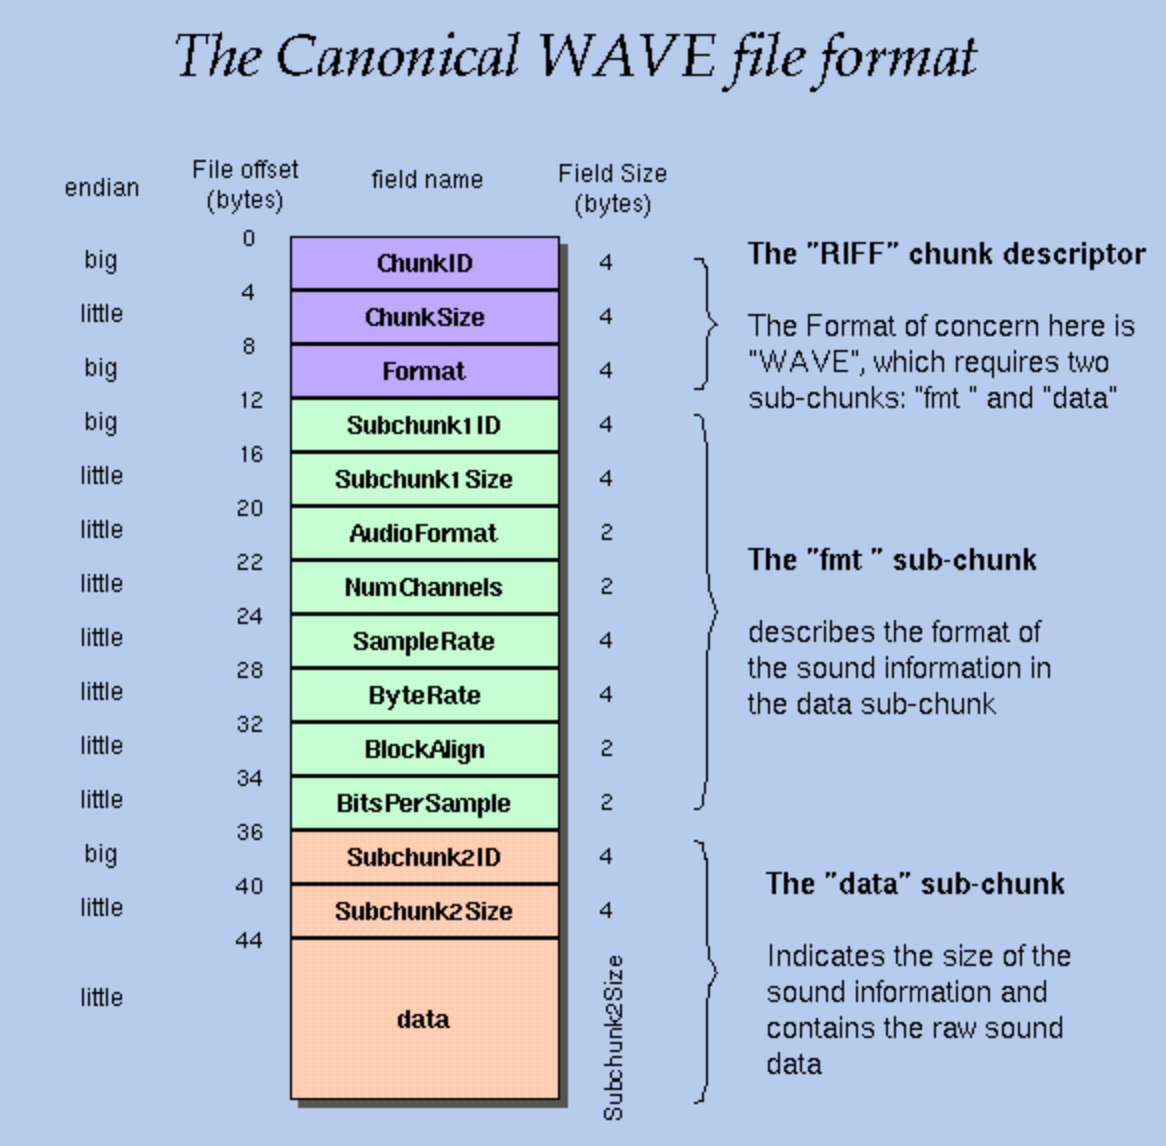 The Canonical WAVE file format
endian
File offset
(bytes)
field name
Field Size
(bytes)
0
big ChunkID 4
4
little ChunkSize 4
8
big Format 4
12
big Subchunk1ID 4
16
little Subchunk1Size 4
20
little AudioFormat 2
22
little NumChannels 2
24
little SampleRate 4
28
little ByteRate 4
32
little BlockAlign 2
34
little BitsPerSample 2
36
big Subchunk2ID 4
40
little Subchunk2Size 4
44
little data Subchunk2Size
The "RIFF" chunk descriptor
The Format of concern here is
"WAVE", which requires two
sub-chunks: "fmt " and "data"
The "fmt " sub-chunk
describes the format of
the sound information in
the data sub-chunk
The "data" sub-chunk
Indicates the size of the
sound information and
contains the raw sound
data